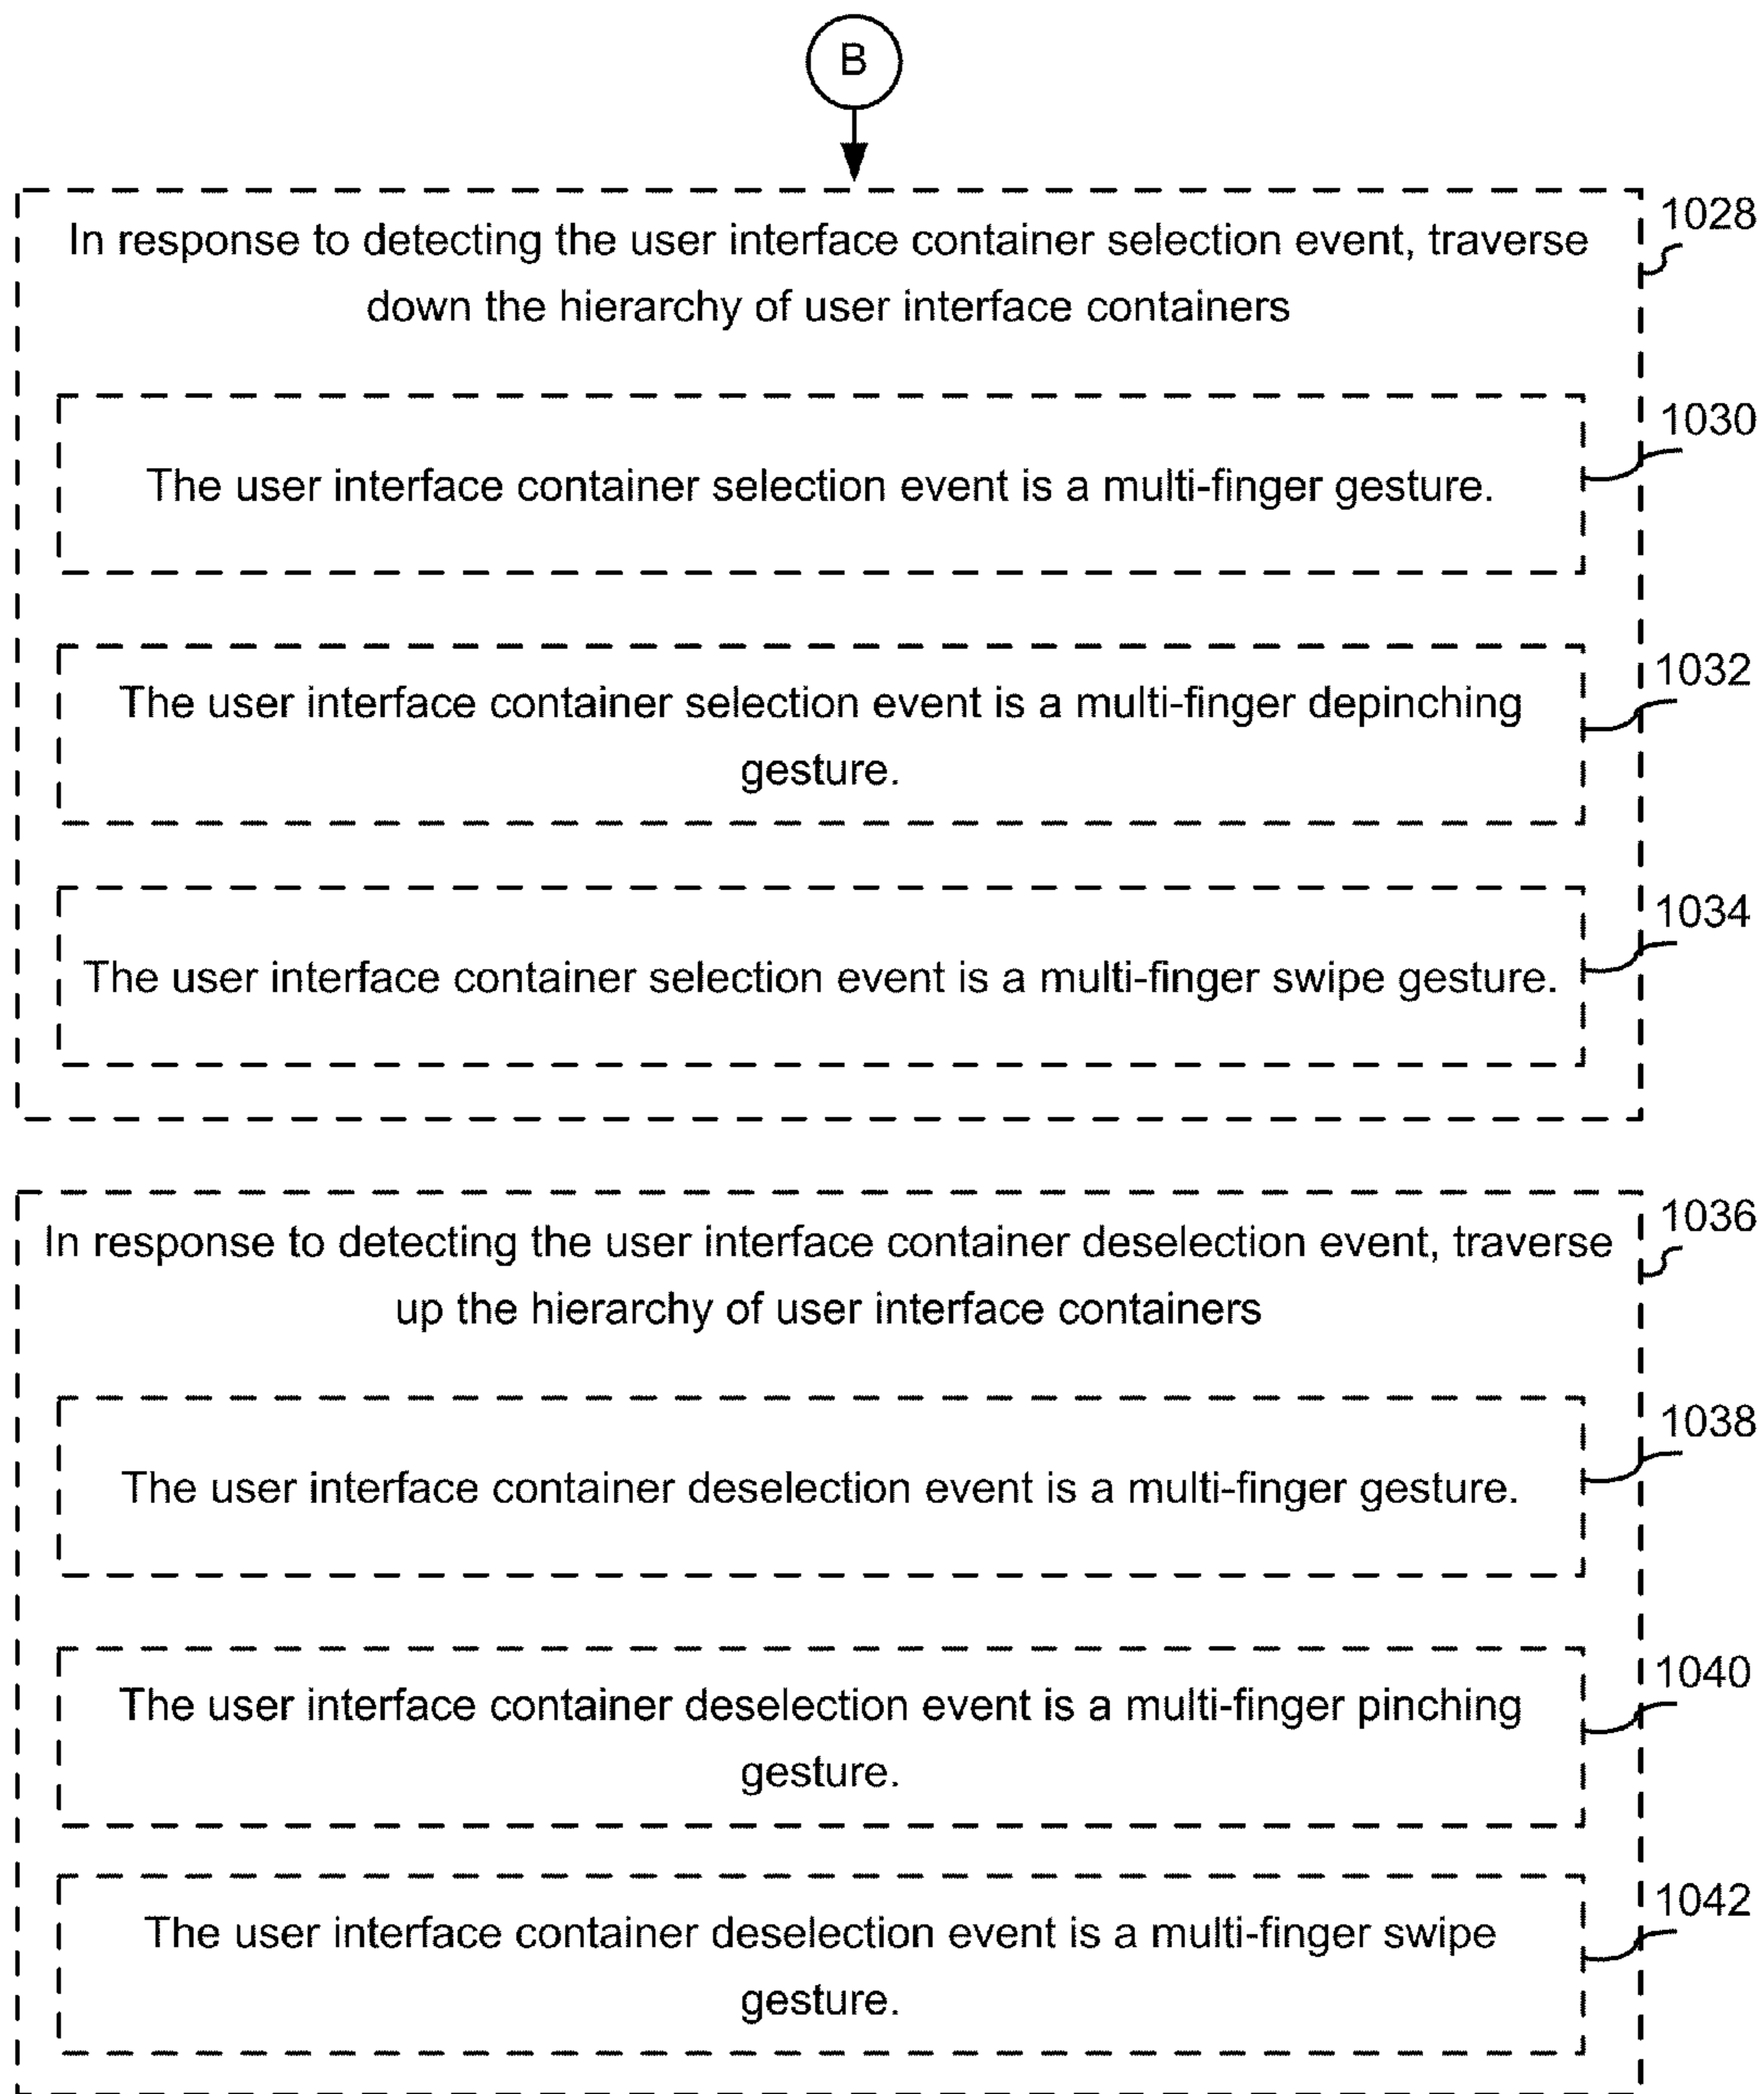 B
In response to detecting the user interface container selection event, traverse
down the hierarchy of user interface containers
1028
The user interface container selection event is a multi-finger gesture.
1030
The user interface container selection event is a multi-finger depinching
gesture.
1032
The user interface container selection event is a multi-finger swipe gesture.
1034
In response to detecting the user interface container deselection event, traverse
up the hierarchy of user interface containers
1036
The user interface container deselection event is a multi-finger gesture.
1038
The user interface container deselection event is a multi-finger pinching
gesture.
1040
The user interface container deselection event is a multi-finger swipe
gesture.
1042